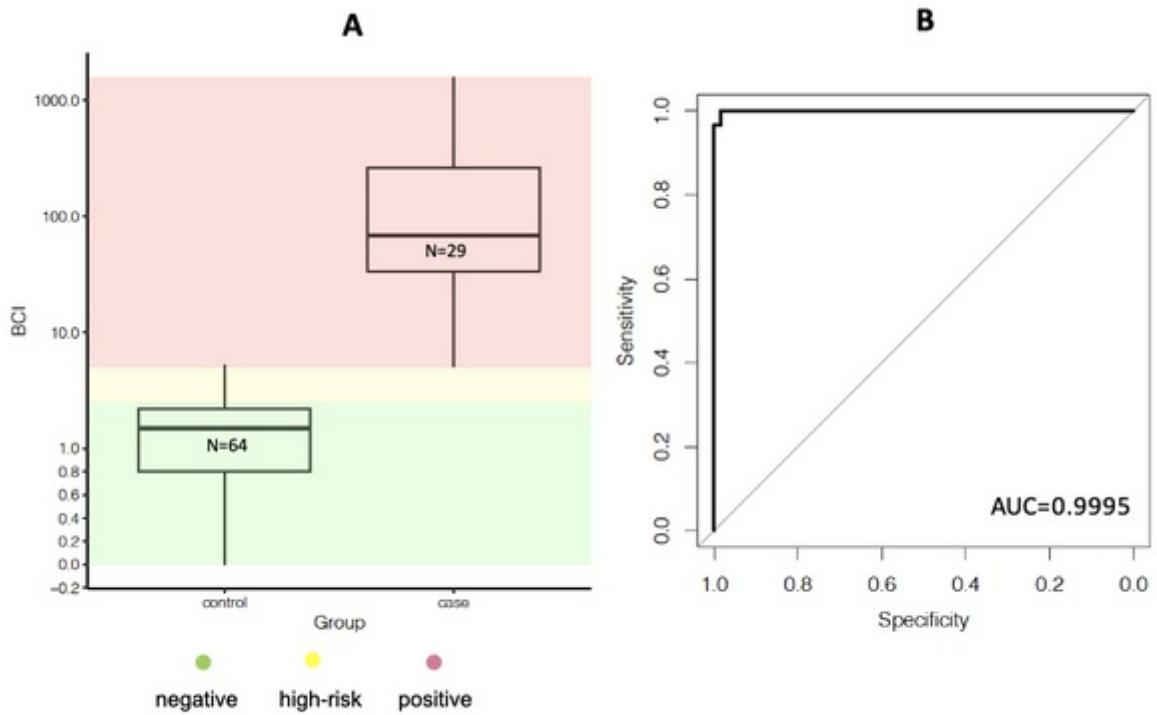 A
BCI
1000.0
100.0
10.0
1.0
0.8
0.6
0.4
0.2
0.0
−0.2
N=29
N=64
control case
Group
negative high-risk positive
B
Sensitivity
1.0
0.8
0.6
0.4
0.2
0.0
AUC=0.9995
1.0 0.8 0.6 0.4 0.2 0.0
Specificity